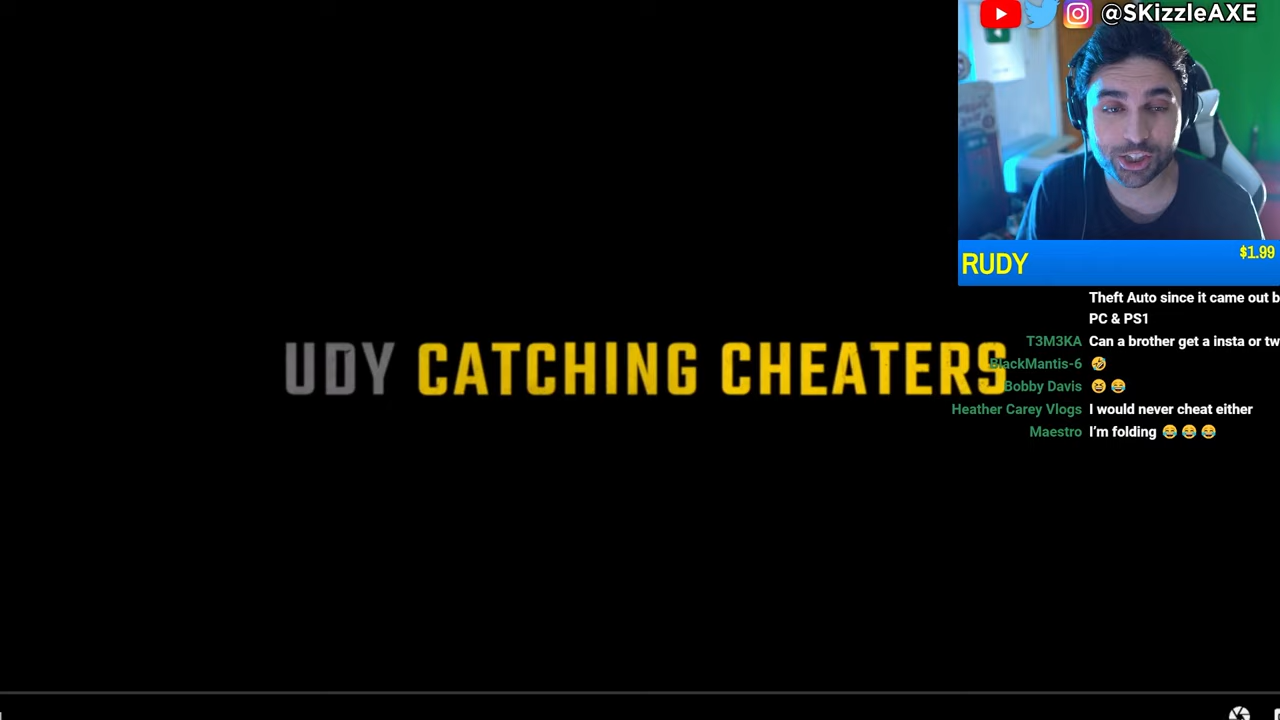 @SKizzleAXE
RUDY
$1.99
UDY CATCHING CHEATERS
Theft Auto since it came out b
PC & PS1
T3M3KA Can a brother get a insta or tw
BlackMantis-6 🤣
Bobby Davis 😆 😂
Heather Carey Vlogs I would never cheat either
Maestro I’m folding 😂 😂 😂